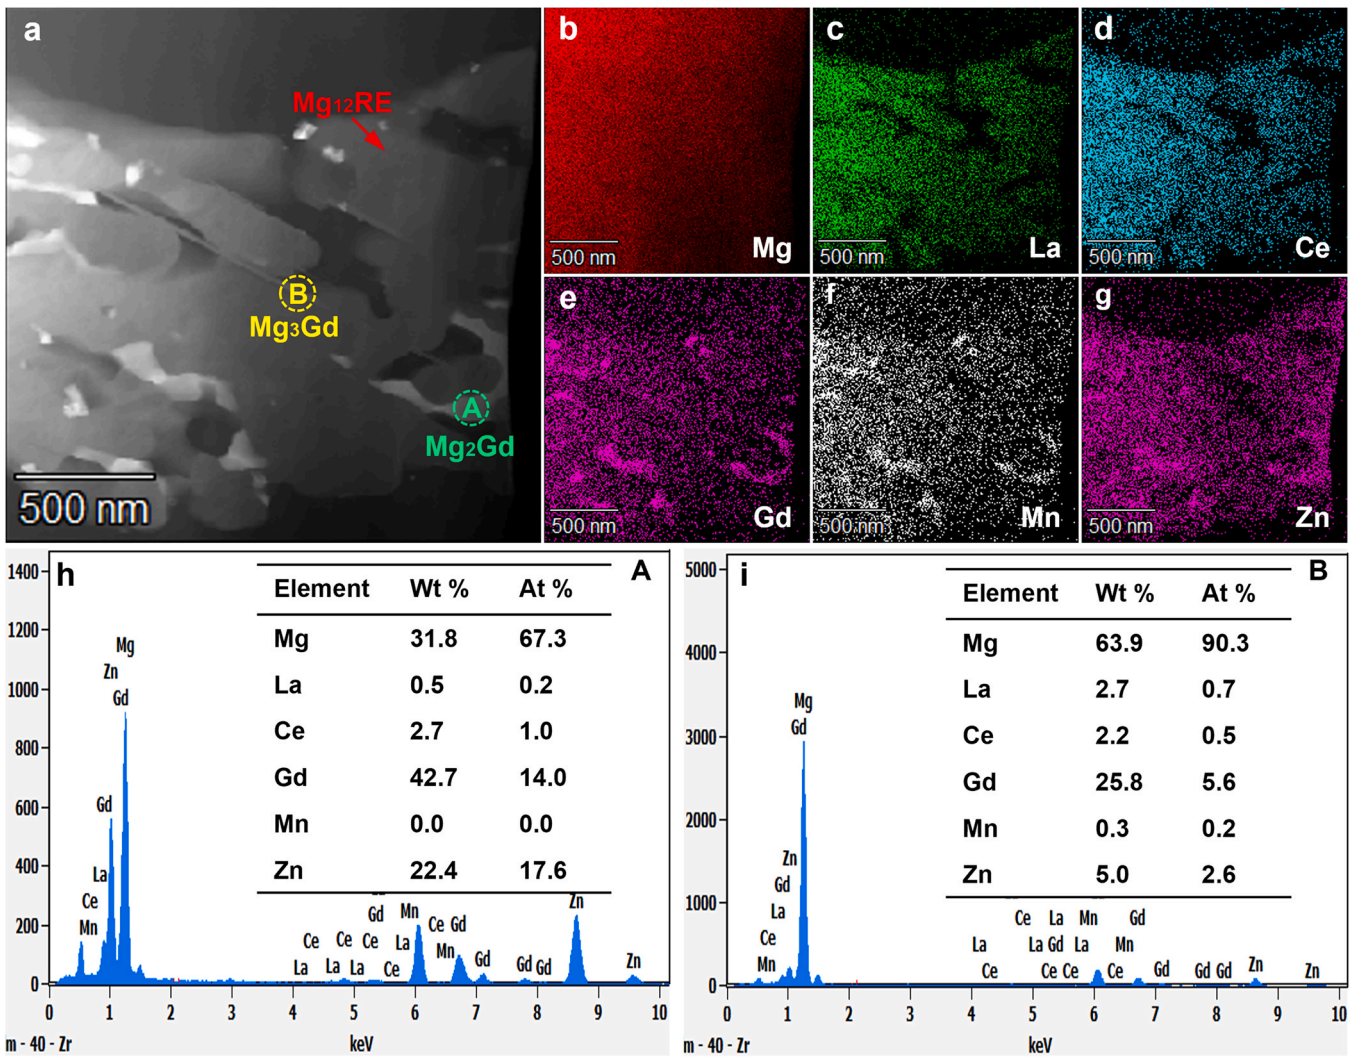 a
Mg12RE
B
Mg3Gd
A
Mg2Gd
500 nm
b
500 nm
Mg
c
500 nm
La
d
500 nm
Ce
e
500 nm
Gd
f
500 nm
Mn
g
500 nm
Zn
h
A
Element Wt % At %
Mg 31.8 67.3
La 0.5 0.2
Ce 2.7 1.0
Gd 42.7 14.0
Mn 0.0 0.0
Zn 22.4 17.6
1400
1200
1000
800
600
400
200
0
Mg
Zn
Gd
Gd
La
Ce
Mn
Ce
La
Ce
La
Gd
Ce
La
Ce
Mn
La
Ce
Gd
Mn
Gd
Gd
Gd
Zn
Zn
0 1 2 3 4 5 6 7 8 9 10
m - 40 - Zr keV
i
B
Element Wt % At %
Mg 63.9 90.3
La 2.7 0.7
Ce 2.2 0.5
Gd 25.8 5.6
Mn 0.3 0.2
Zn 5.0 2.6
5000
4000
3000
2000
1000
0
Mg
Gd
Zn
Gd
La
Ce
Mn
Ce La Mn Gd
La La Gd La Mn
Ce Ce Ce Ce Gd Gd Gd Zn Zn
0 1 2 3 4 5 6 7 8 9 10
m - 40 - Zr keV